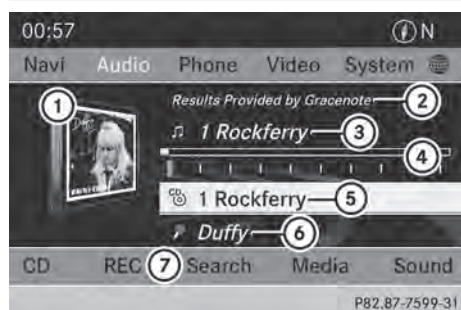 00:57 N
Navi Audio Phone Video System
1
Results Provided by Gracenote 2
1 Rockferry 3
4
CD 1 Rockferry 5
Duffy 6
CD REC 7 Search Media Sound
P82.87-7599-31